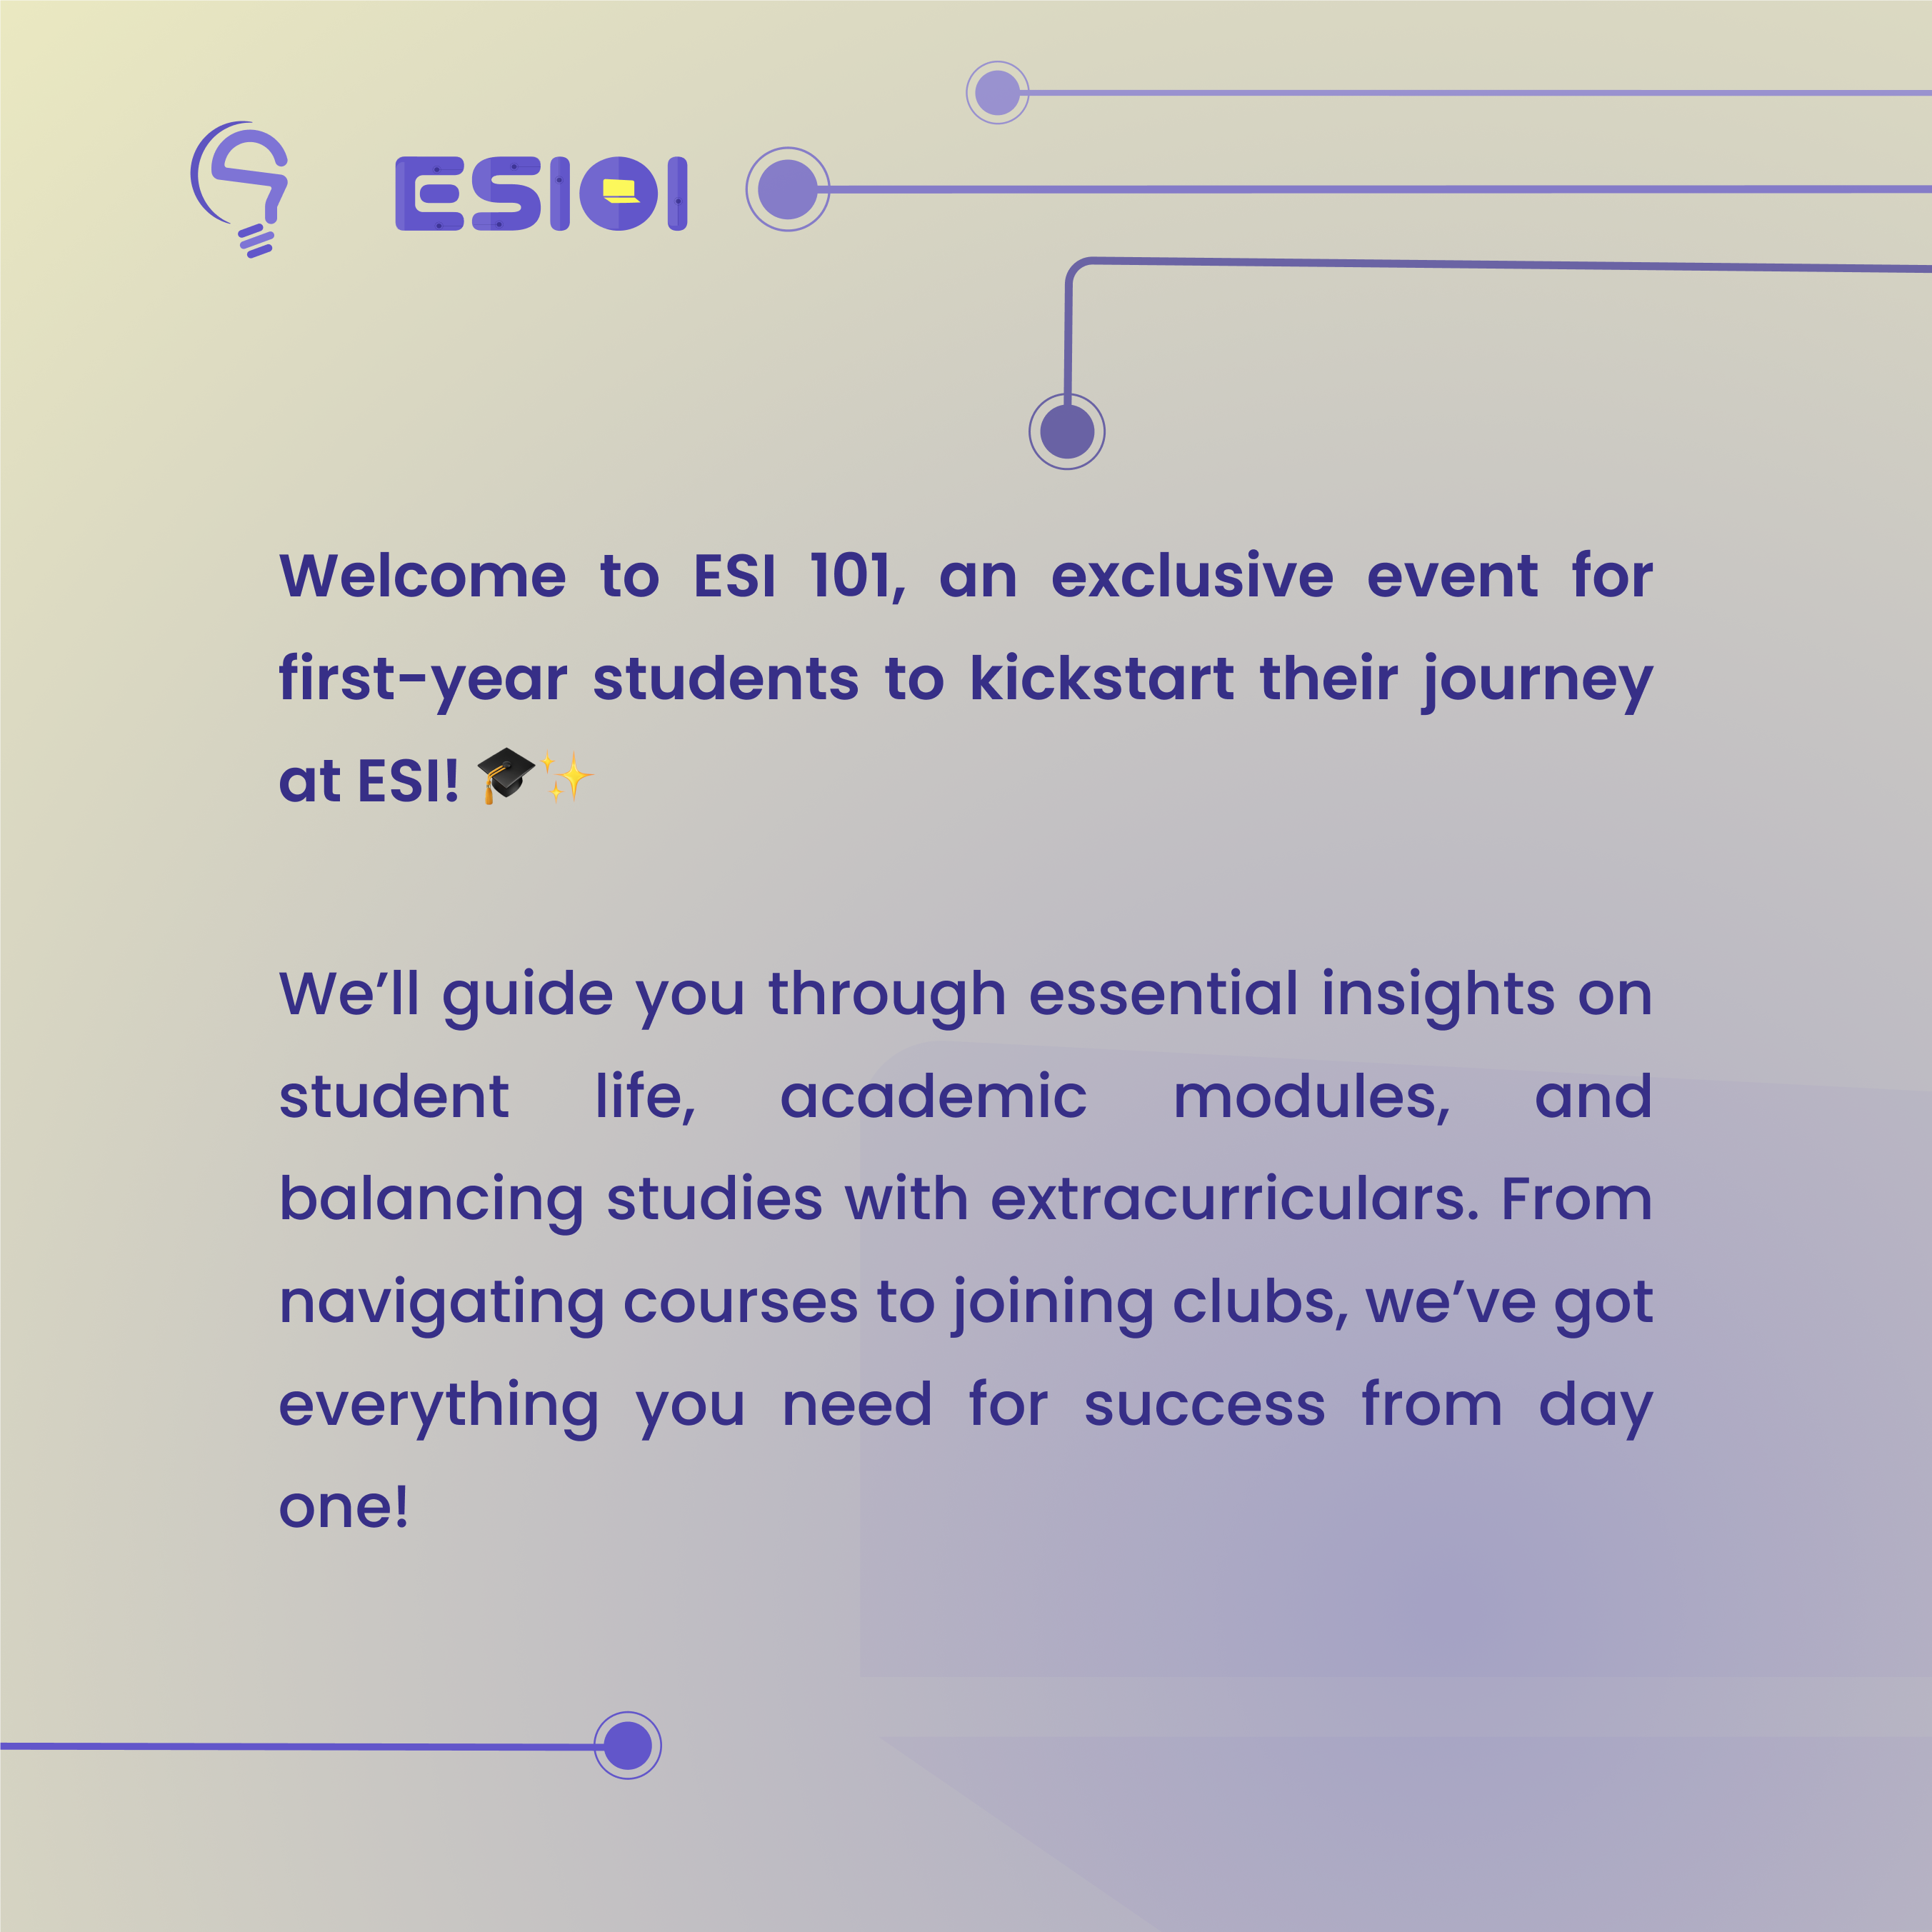 ESI01
Welcome to ESI 101, an exclusive event for
first-year students to kickstart their journey
at ESI! 🎓✨
We’ll guide you through essential insights on
student life, academic modules, and
balancing studies with extracurriculars. From
navigating courses to joining clubs, we’ve got
everything you need for success from day
one!